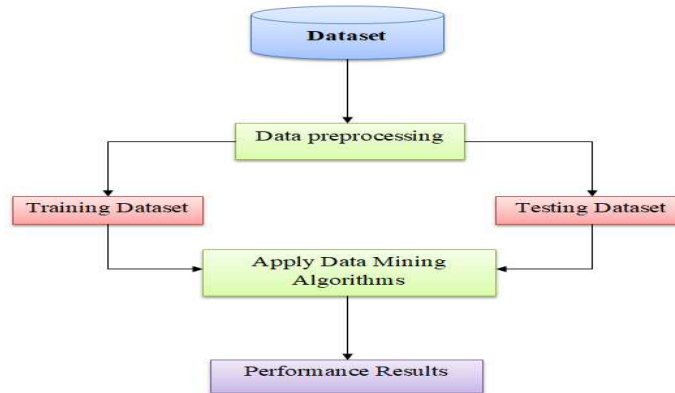 Dataset
Data preprocessing
Training Dataset
Testing Dataset
Apply Data Mining
Algorithms
Performance Results